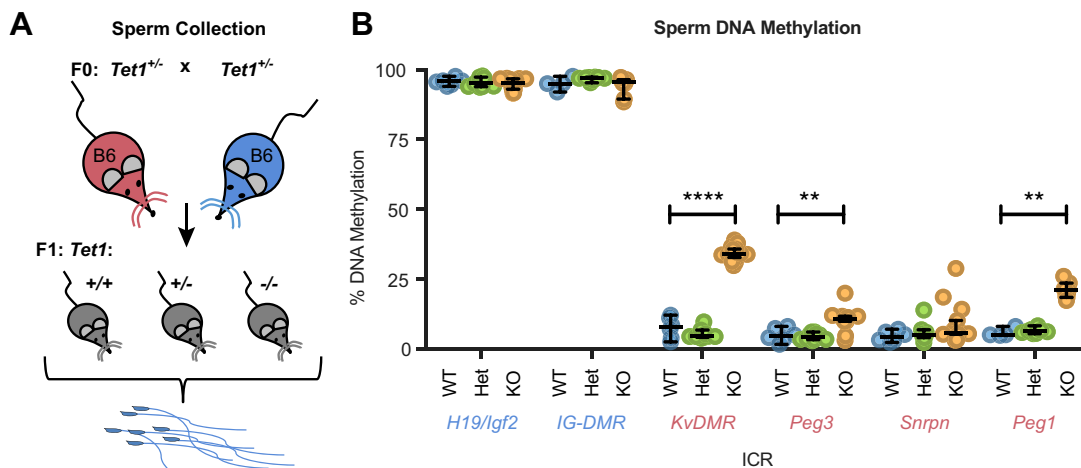 A
Sperm Collection
F0: Tet1+/- x Tet1+/-
B6
B6
F1: Tet1:
+/+ +/- -/-
B
Sperm DNA Methylation
% DNA Methylation
100
75
50
25
0
**** ** **
WT Het KO WT Het KO WT Het KO WT Het KO WT Het KO WT Het KO
H19/Igf2 IG-DMR KvDMR Peg3 Snrpn Peg1
ICR